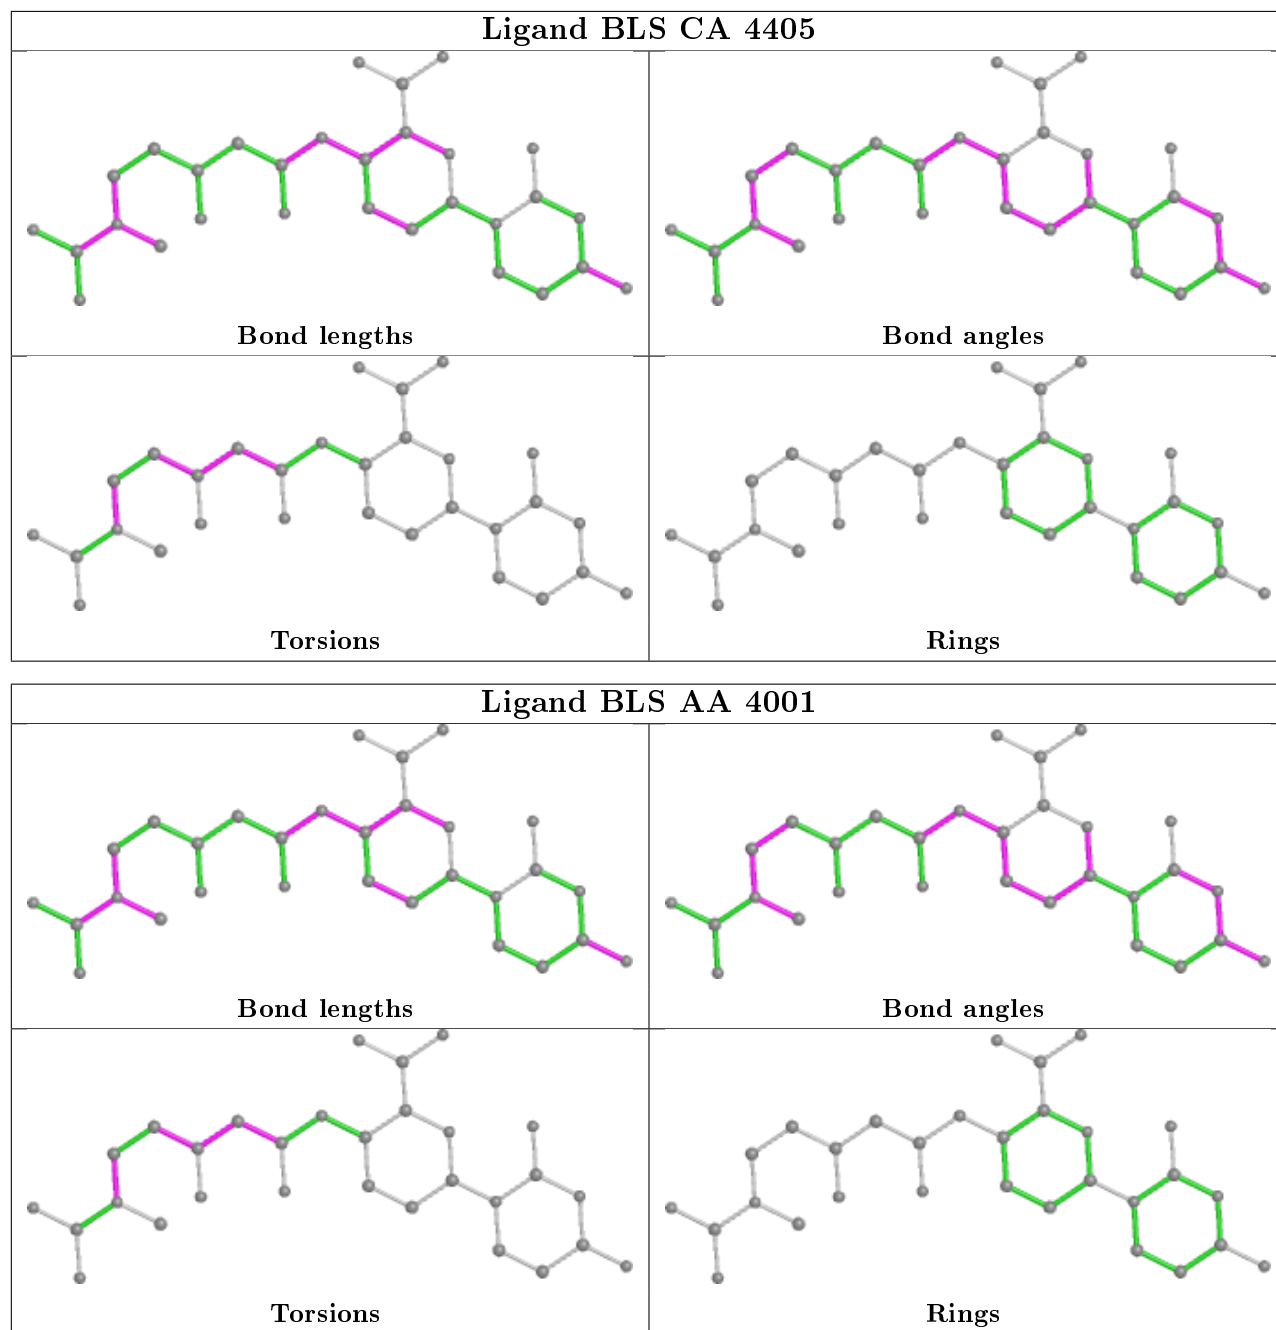 Ligand BLS CA 4405
Bond lengths
Bond angles
Torsions
Rings
Ligand BLS AA 4001
Bond lengths
Bond angles
Torsions
Rings